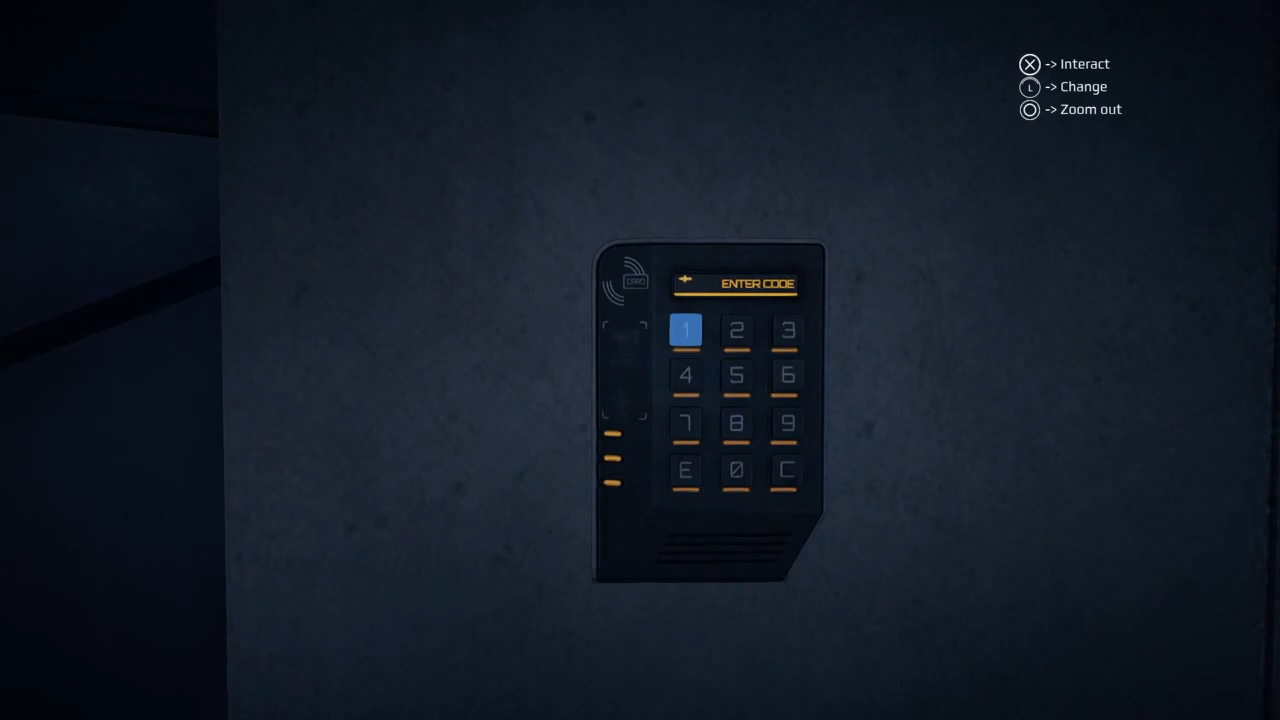 -> Interact
L -> Change
-> Zoom out
CARD
ENTER CODE
1 2 3
4 5 6
7 8 9
E 0 C